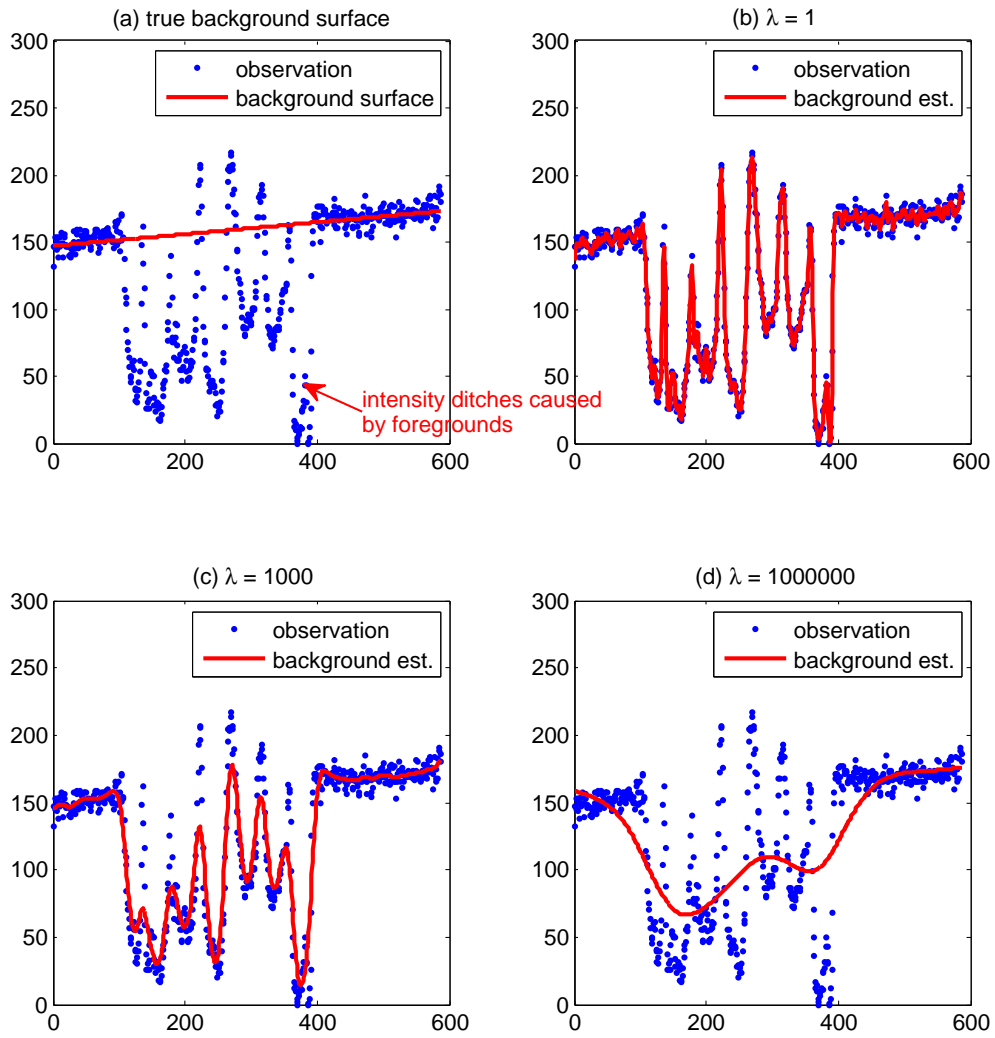 (a) true background surface
300
250
200
150
100
50
0
0 200 400 600
observation
background surface
intensity ditches caused
by foregrounds
(b) λ = 1
300
250
200
150
100
50
0
0 200 400 600
observation
background est.
(c) λ = 1000
300
250
200
150
100
50
0
0 200 400 600
observation
background est.
(d) λ = 1000000
300
250
200
150
100
50
0
0 200 400 600
observation
background est.